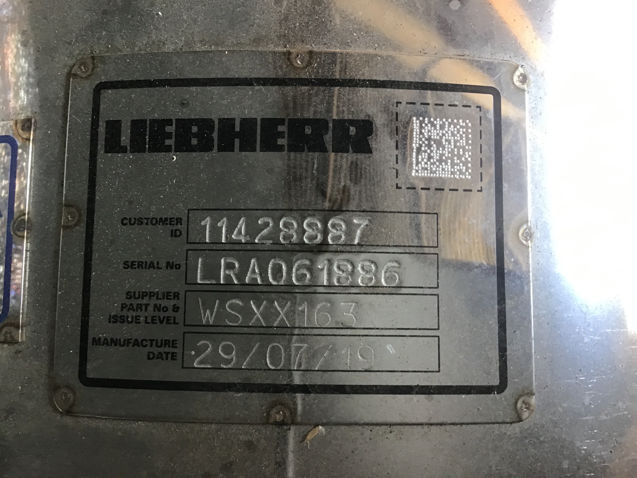 LIEBHERR
CUSTOMER ID 11428887
SERIAL No LRA061886
SUPPLIER PART No & ISSUE LEVEL WSXX163
MANUFACTURE DATE 29/07/19